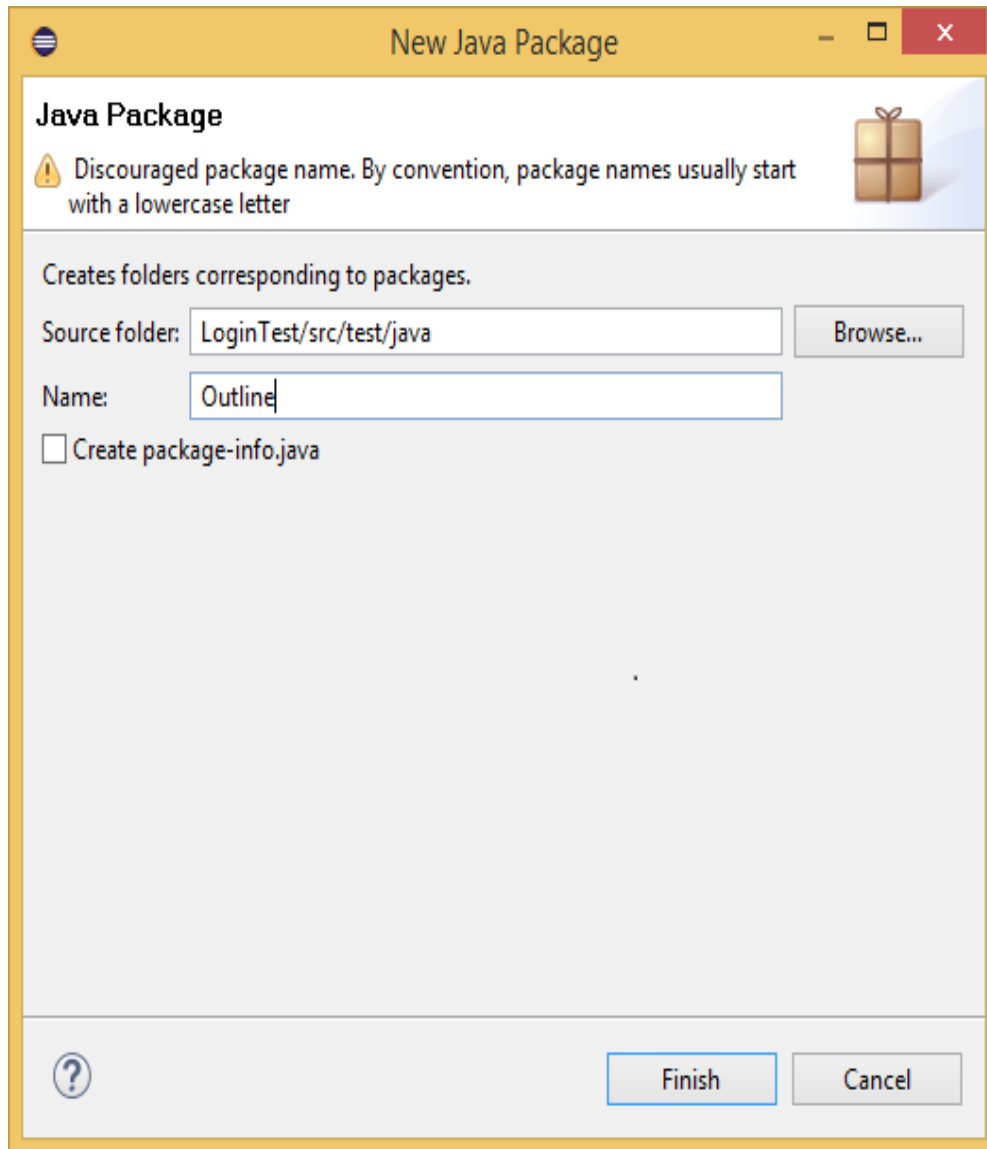 New Java Package
Java Package
Discouraged package name. By convention, package names usually start
with a lowercase letter
Creates folders corresponding to packages.
Source folder: LoginTest/src/test/java Browse...
Name: Outline
Create package-info.java
Finish Cancel